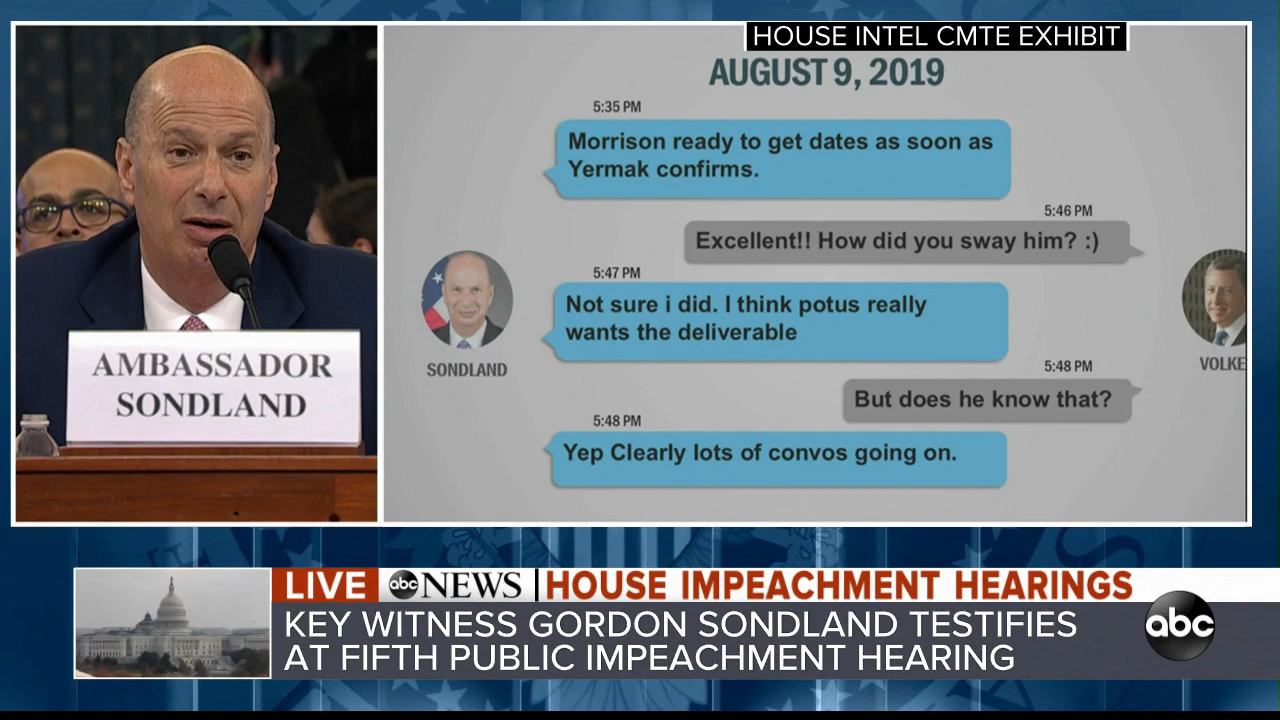 HOUSE INTEL CMTE EXHIBIT
AUGUST 9, 2019
5:35 PM
Morrison ready to get dates as soon as
Yermak confirms.
5:46 PM
Excellent!! How did you sway him? :)
5:47 PM
Not sure i did. I think potus really
wants the deliverable
SONDLAND
VOLKE
5:48 PM
But does he know that?
5:48 PM
Yep Clearly lots of convos going on.
AMBASSADOR
SONDLAND
LIVE abc NEWS HOUSE IMPEACHMENT HEARINGS
KEY WITNESS GORDON SONDLAND TESTIFIES
AT FIFTH PUBLIC IMPEACHMENT HEARING
abc